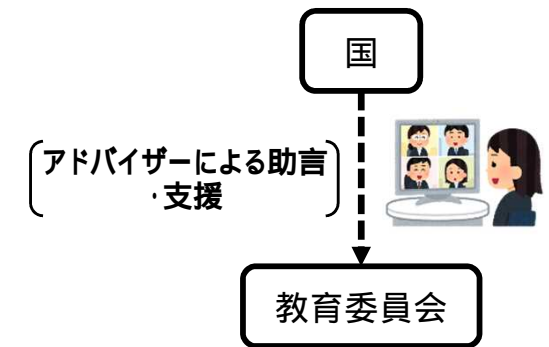 国
アドバイザーによる助言
・支援
教育委員会